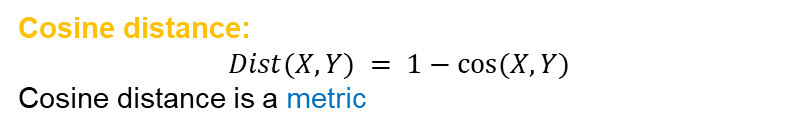 Cosine distance:
Dist(X, Y) = 1 − cos(X, Y)
Cosine distance is a metric